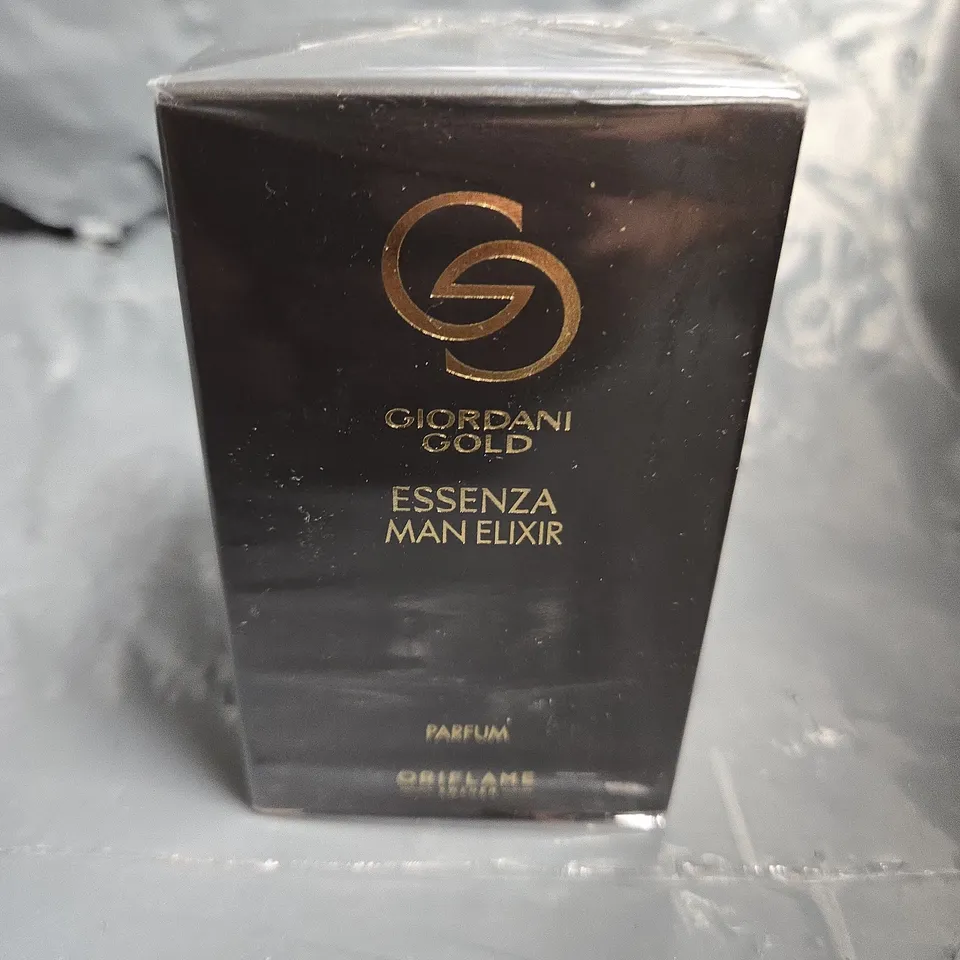 GIORDANI
GOLD
ESSENZA
MAN ELIXIR
PARFUM
ORIFLAME